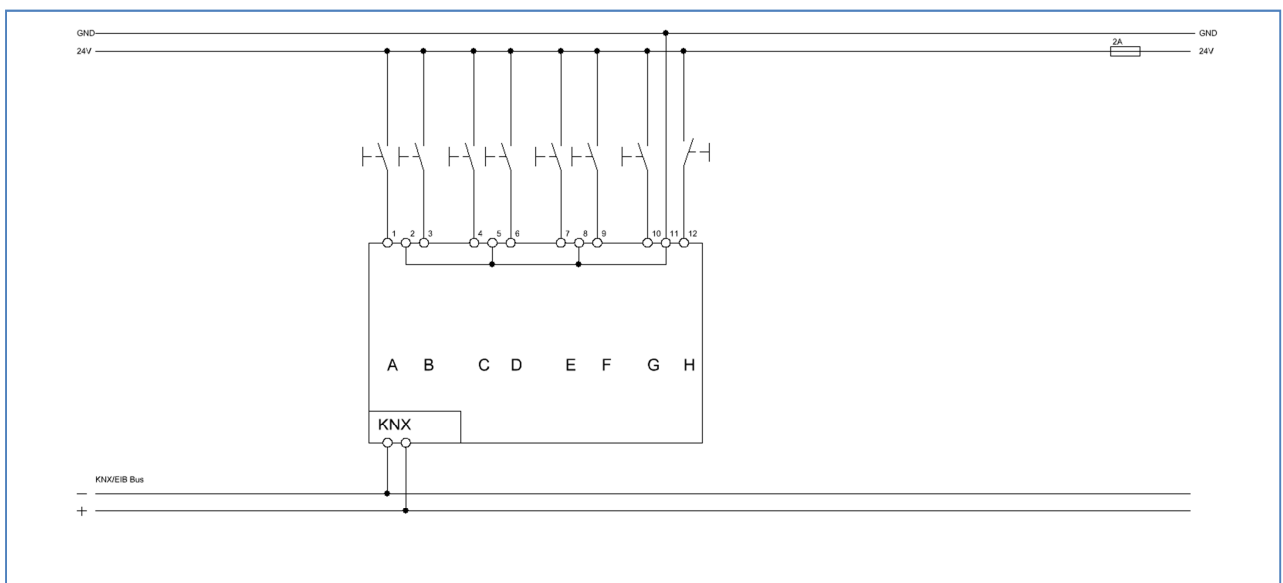 GND GND
2A
24V 24V
1 2 3 4 5 6 7 8 9 10 11 12
A B C D E F G H
KNX
KNX/EIB Bus
−
+